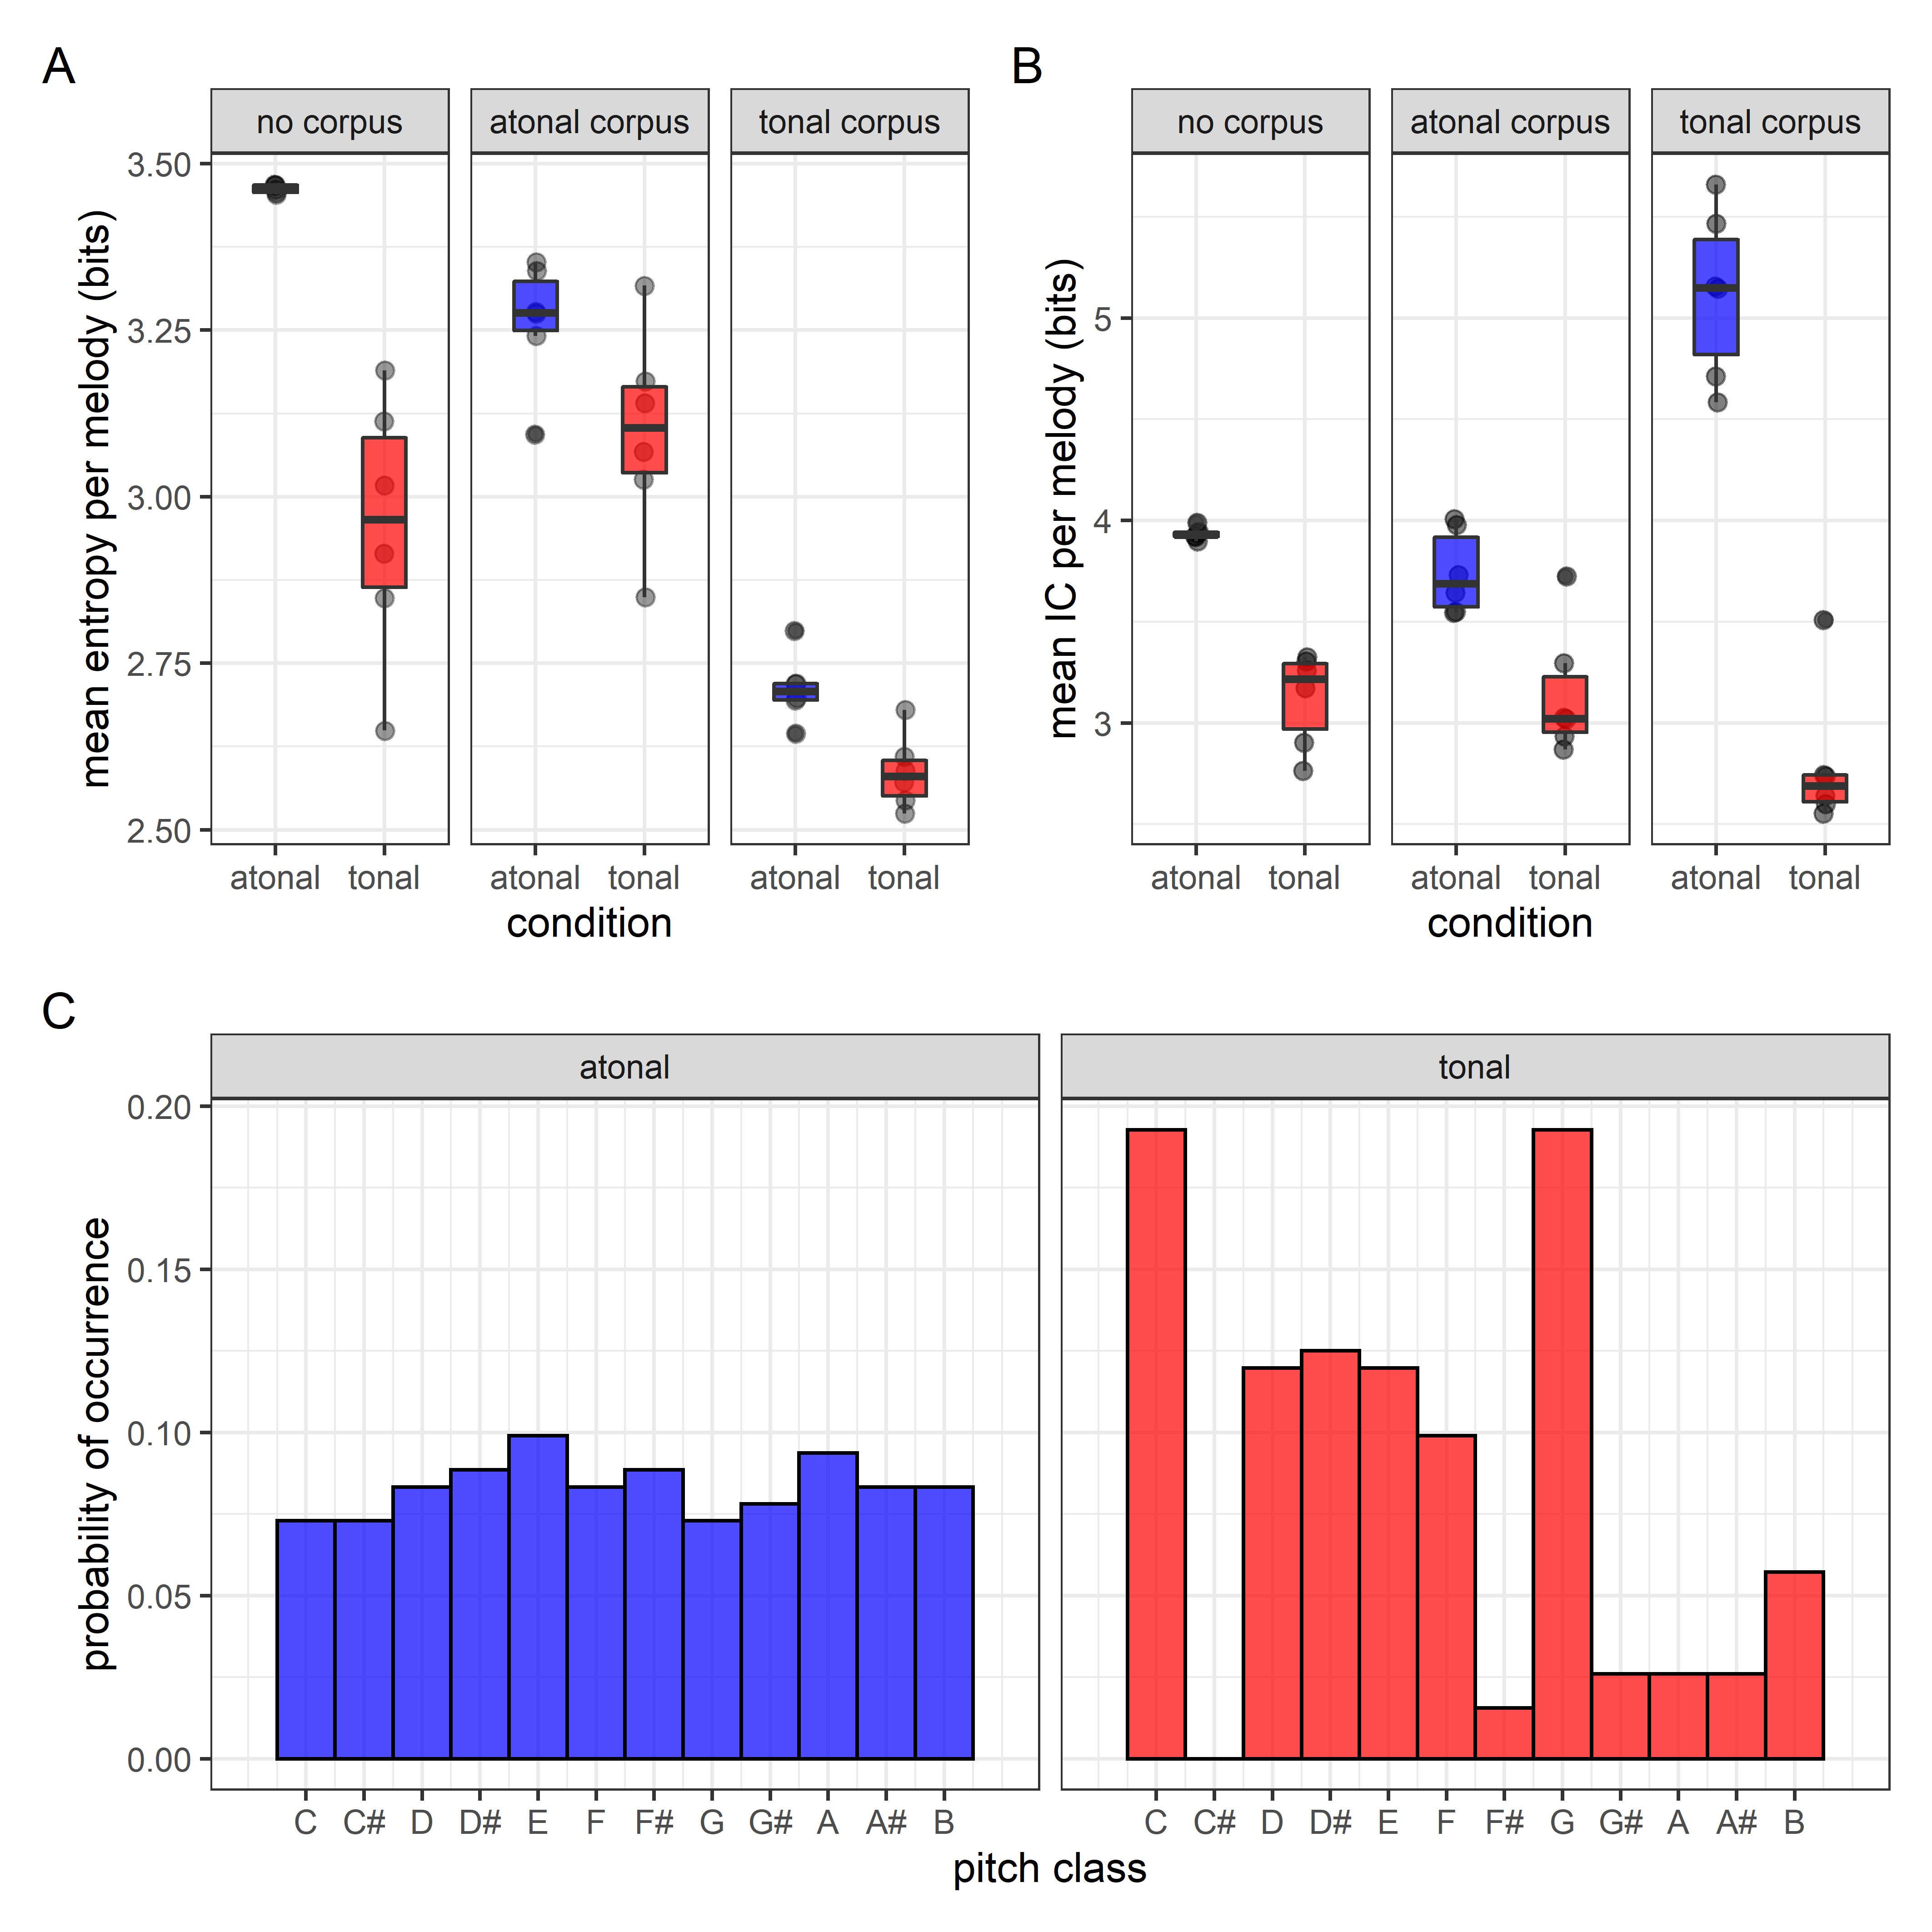 A
no corpus
atonal corpus
tonal corpus
mean entropy per melody (bits)
3.50
3.25
3.00
2.75
2.50
atonal tonal
atonal tonal
atonal tonal
condition
B
no corpus
atonal corpus
tonal corpus
mean IC per melody (bits)
5
4
3
atonal tonal
atonal tonal
atonal tonal
condition
C
atonal
tonal
probability of occurrence
0.20
0.15
0.10
0.05
0.00
C C# D D# E F F# G G# A A# B
C C# D D# E F F# G G# A A# B
pitch class